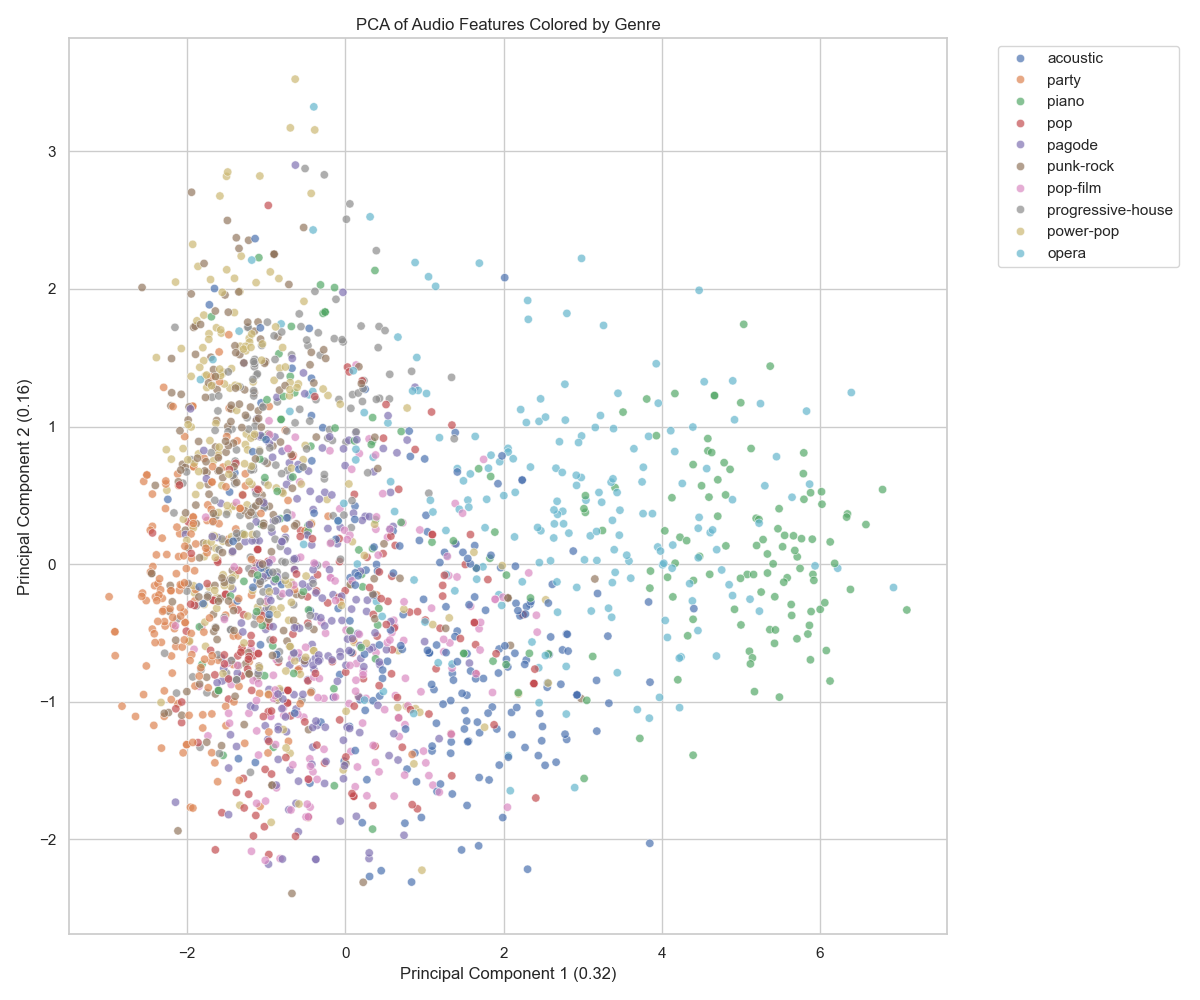 PCA of Audio Features Colored by Genre
acoustic
party
piano
pop
pagode
punk-rock
pop-film
progressive-house
power-pop
opera
3
2
1
0
−1
−2
Principal Component 2 (0.16)
−2
0
2
4
6
Principal Component 1 (0.32)